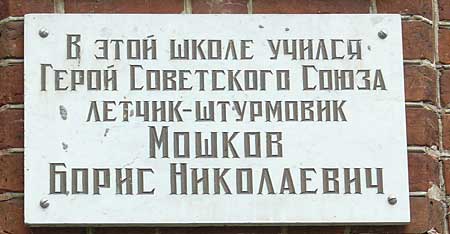 В этой школе учился
Герой Советского Союза
летчик-штурмовик
Мошков
Борис Николаевич